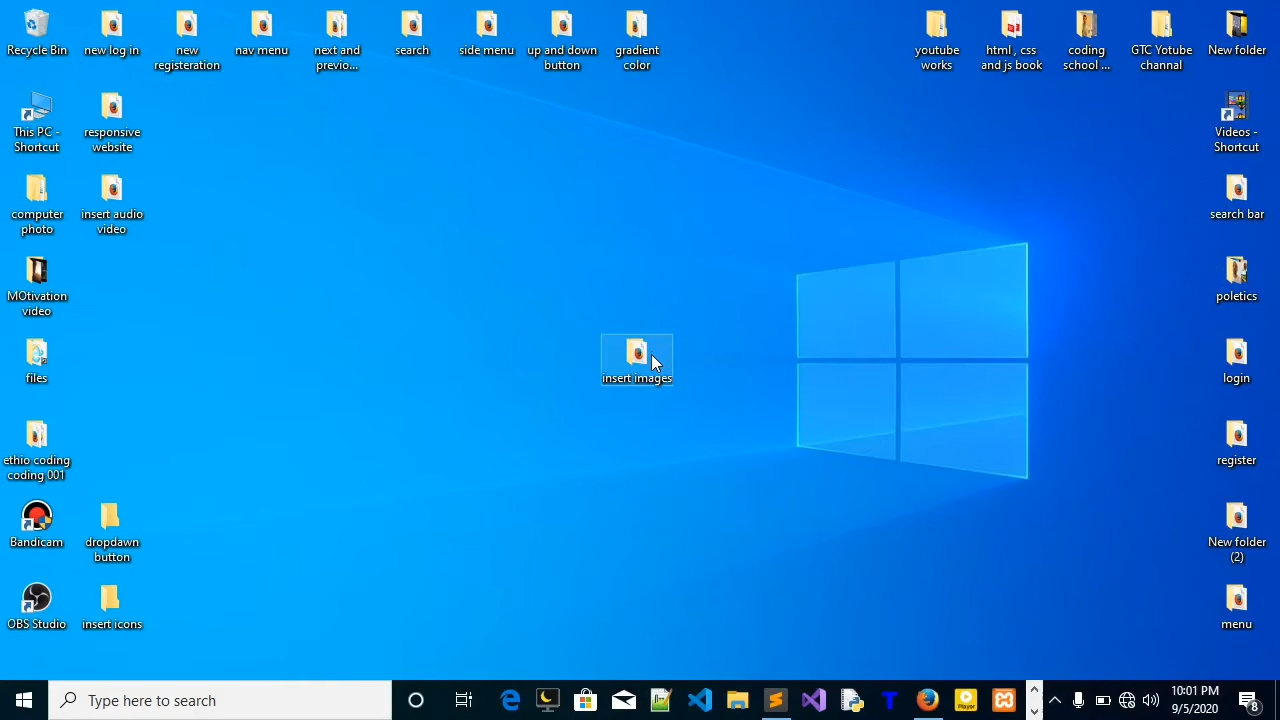 Recycle Bin
new log in
new
registeration
nav menu
next and
previo...
search
side menu
up and down
button
gradient
color
youtube
works
html , css
and js book
coding
school ...
GTC Yotube
channal
New folder
This PC -
Shortcut
responsive
website
Videos -
Shortcut
computer
photo
insert audio
video
search bar
MOtivation
video
poletics
files
insert images
login
ethio coding
coding 001
register
Bandicam
dropdawn
button
New folder
(2)
OBS Studio
insert icons
menu
Type here to search
Player
10:01 PM
9/5/2020
8